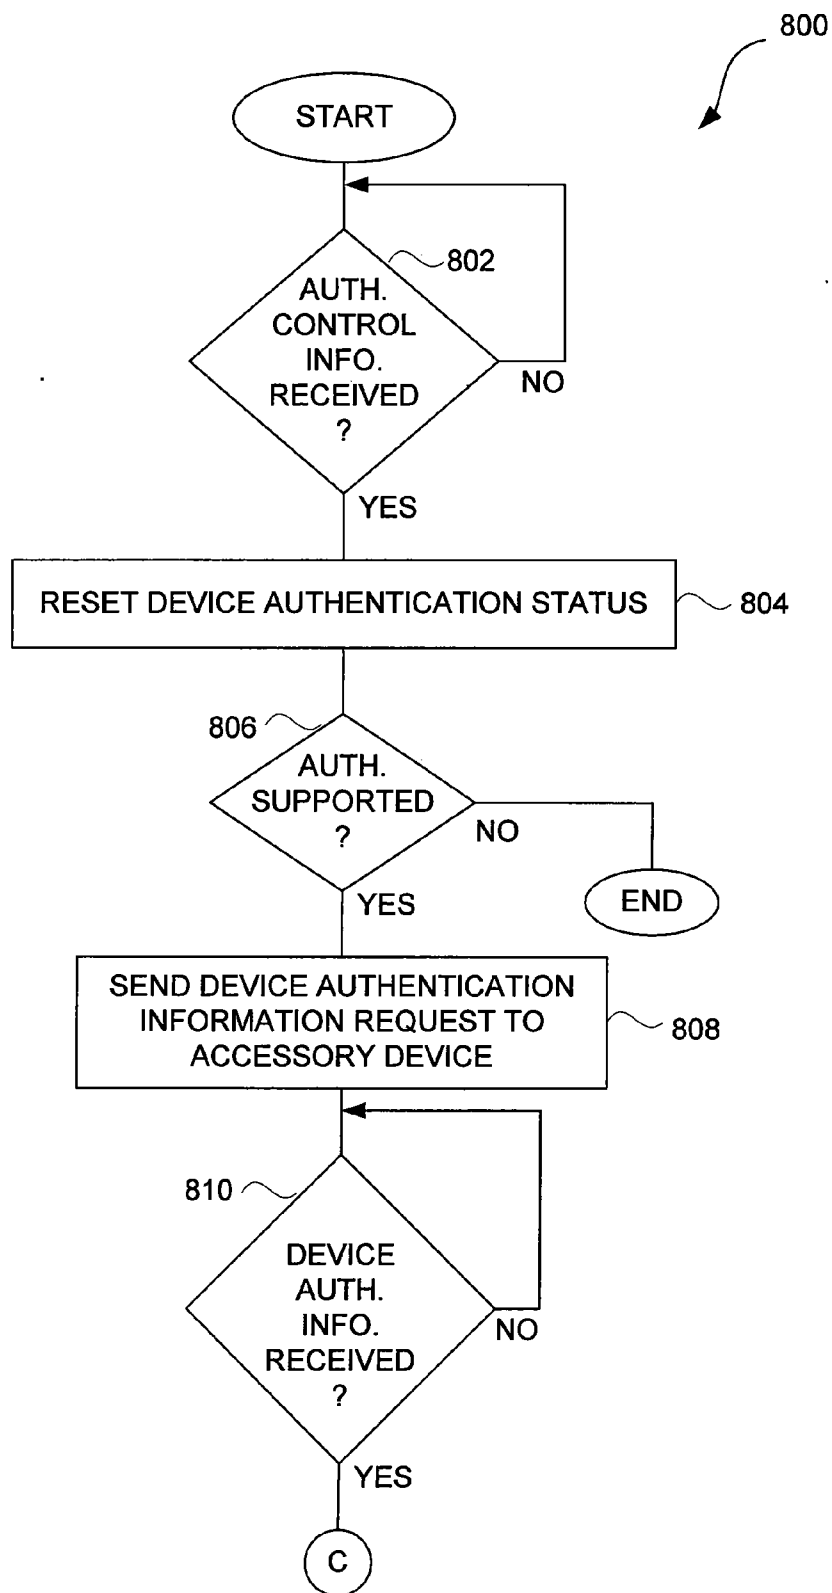 800
START
802
AUTH.
CONTROL
INFO.
RECEIVED
?
NO
YES
RESET DEVICE AUTHENTICATION STATUS
804
806
AUTH.
SUPPORTED
?
NO
YES
END
SEND DEVICE AUTHENTICATION
INFORMATION REQUEST TO
ACCESSORY DEVICE
808
810
DEVICE
AUTH.
INFO.
RECEIVED
?
NO
YES
C